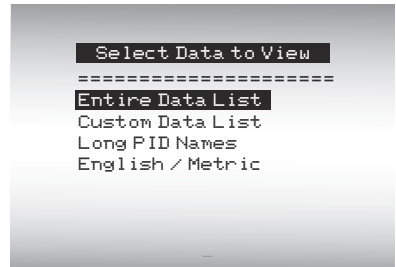 Select Data to View
=====================
Entire Data List
Custom Data List
Long PID Names
English / Metric